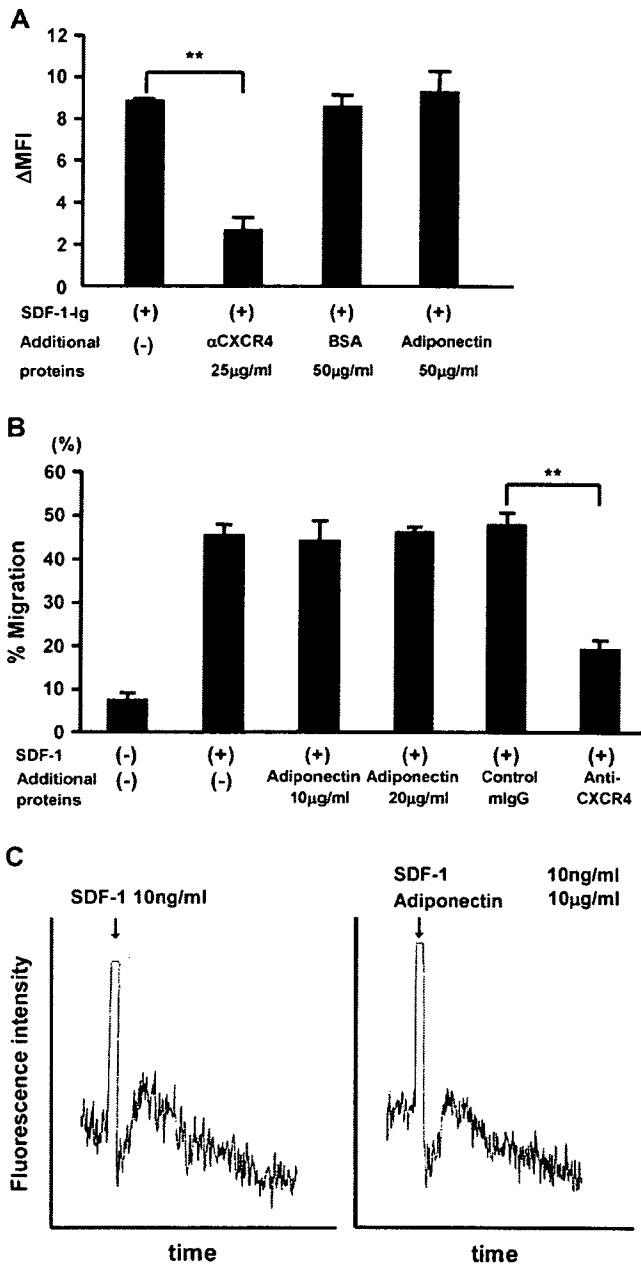 A
**
12
10
8
6
4
2
0
ΔMFI
SDF-1-Ig (+) (+) (+) (+)
Additional (-) αCXCR4 BSA Adiponectin
proteins 25μg/ml 50μg/ml 50μg/ml
B
(%)
**
60
50
40
30
20
10
0
% Migration
SDF-1 (-) (+) (+) (+) (+) (+)
Additional (-) (-) Adiponectin Adiponectin Control Anti-
proteins 10μg/ml 20μg/ml mIgG CXCR4
C
SDF-1 10ng/ml
SDF-1 10ng/ml
Adiponectin 10μg/ml
Fluorescence intensity
time time